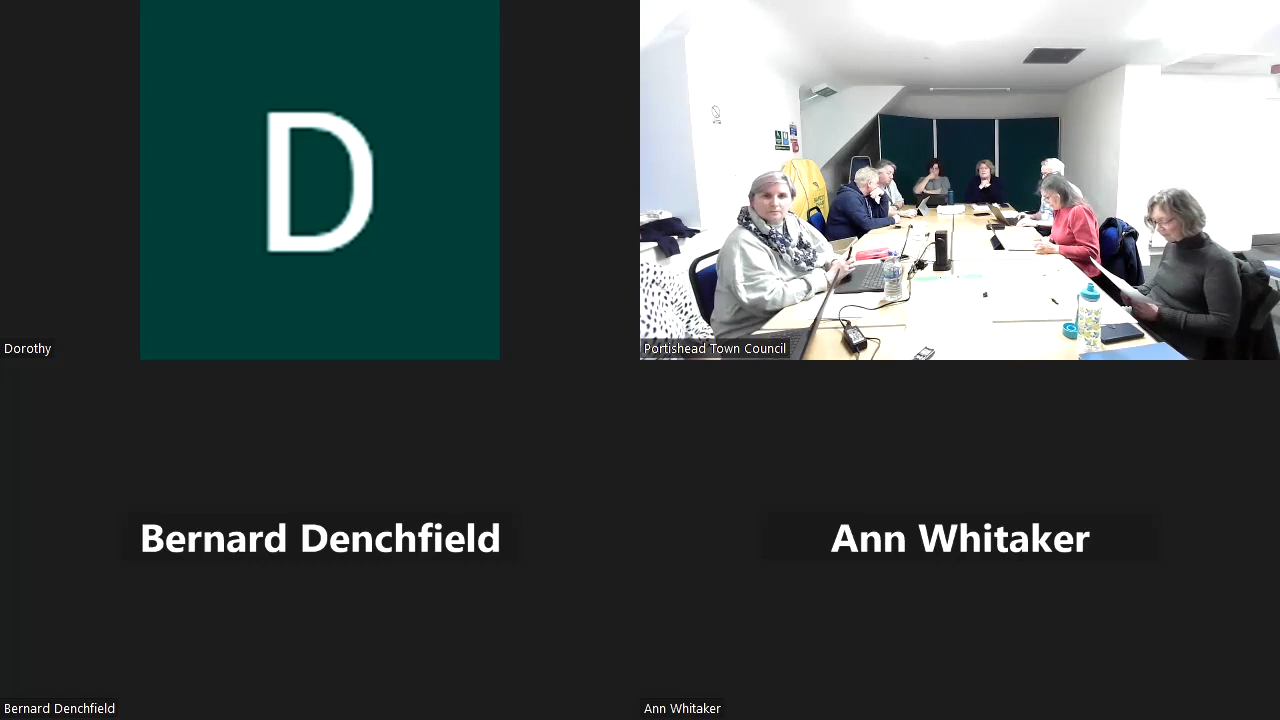 D
Dorothy
Portishead Town Council
Bernard Denchfield
Bernard Denchfield
Ann Whitaker
Ann Whitaker